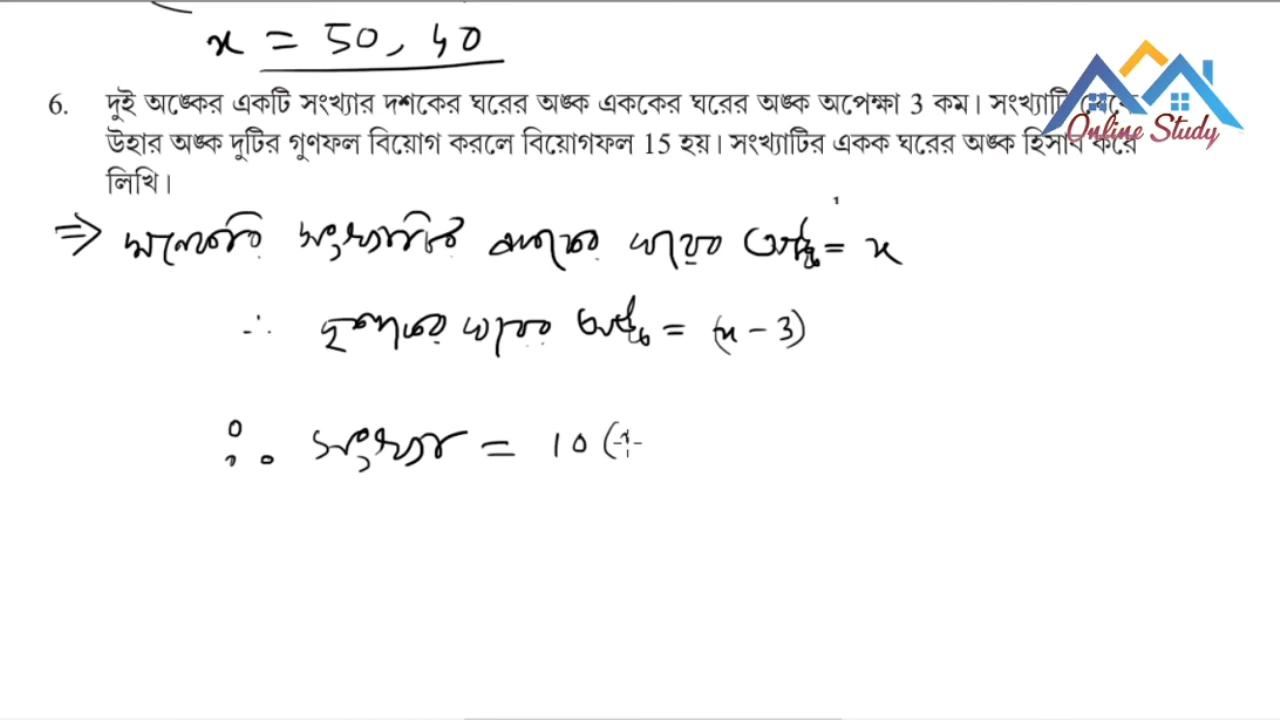 x = 50, 40
6. দুই অঙ্কের একটি সংখ্যার দশকের ঘরের অঙ্ক এককের ঘরের অঙ্ক অপেক্ষা 3 কম। সংখ্যাটি
উহার অঙ্ক দুটির গুণফল বিয়োগ করলে বিয়োগফল 15 হয়। সংখ্যাটির একক ঘরের অঙ্ক হিসাব করে
লিখি।
Online Study
⇒ মনেকরি সংখ্যাটির এককের ঘরের অঙ্ক = x
∴ দশকের ঘরের অঙ্ক = (x - 3)
∴ সংখ্যা = 10 (